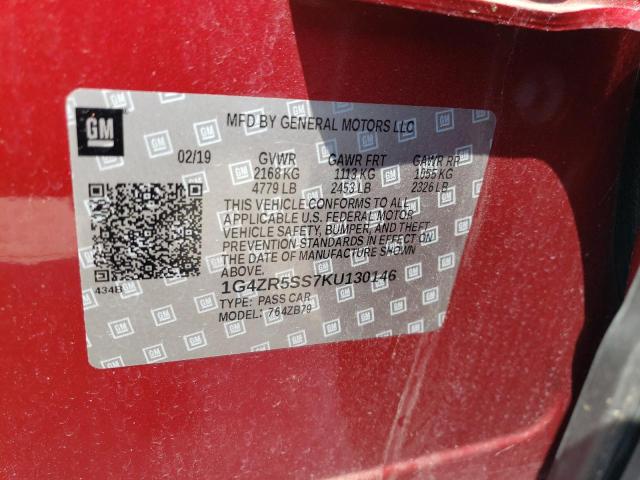 GM
MFD BY GENERAL MOTORS LLC
02/19 GVWR GAWR FRT GAWR RR
2168 KG 1113 KG 1055 KG
4779 LB 2453 LB 2326 LB
THIS VEHICLE CONFORMS TO ALL
APPLICABLE U.S. FEDERAL MOTOR
VEHICLE SAFETY, BUMPER, AND THEFT
PREVENTION STANDARDS IN EFFECT ON
THE DATE OF MANUFACTURE SHOWN
ABOVE.
434B
1G4ZR5SS7KU130146
TYPE: PASS CAR
MODEL: 764ZB79